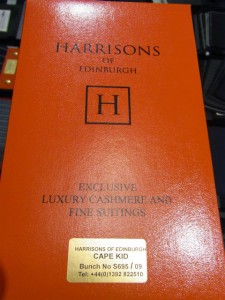 HARRISONS
OF
EDINBURGH
H
EXCLUSIVE
LUXURY CASHMERE AND
FINE SUITINGS
HARRISONS OF EDINBURGH
CAPE KID
Bunch No S695 / 09
Tel: +44(0)1392 822510